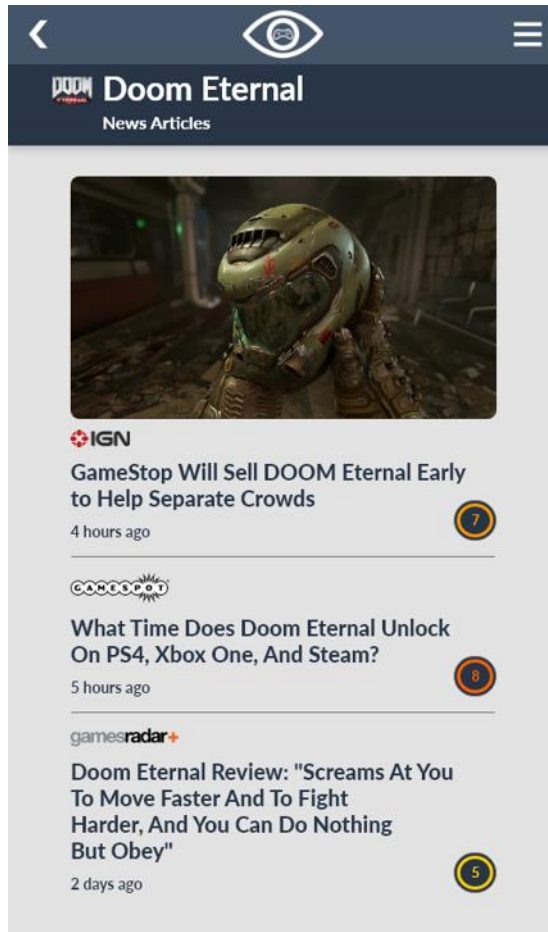 DOOM
ETERNAL
Doom Eternal
News Articles
IGN
GameStop Will Sell DOOM Eternal Early
to Help Separate Crowds
4 hours ago
7
GAMESPOT
What Time Does Doom Eternal Unlock
On PS4, Xbox One, And Steam?
5 hours ago
8
gamesradar+
Doom Eternal Review: "Screams At You
To Move Faster And To Fight
Harder, And You Can Do Nothing
But Obey"
2 days ago
5